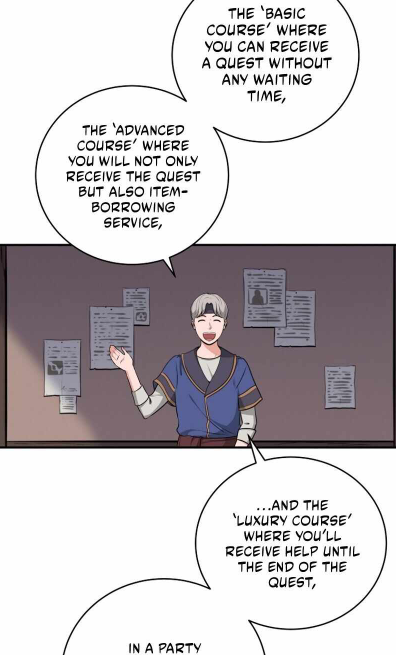 THE 'BASIC
COURSE' WHERE
YOU CAN RECEIVE
A QUEST WITHOUT
ANY WAITING
TIME,
THE 'ADVANCED
COURSE' WHERE
YOU WILL NOT ONLY
RECEIVE THE QUEST
BUT ALSO ITEM-
BORROWING
SERVICE,
...AND THE
'LUXURY COURSE'
WHERE YOU'LL
RECEIVE HELP UNTIL
THE END OF THE
QUEST,
IN A PARTY